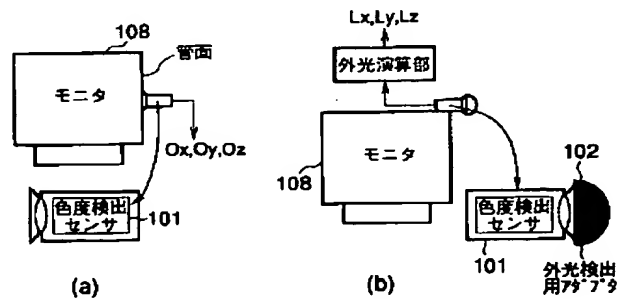 108
管面
モニタ
Ox,Oy,Oz
色度検出
センサ
101
(a)
Lx,Ly,Lz
外光演算部
モニタ
108
102
色度検出
センサ
101
外光検出
用アダプタ
(b)